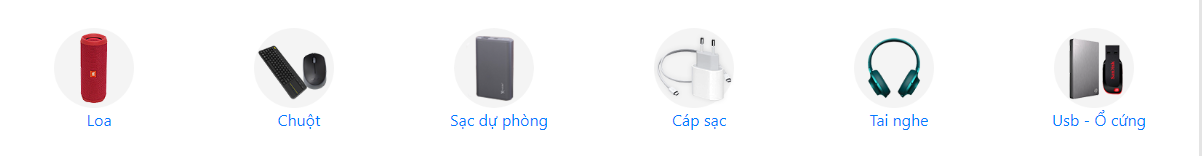 Loa
Chuột
Sạc dự phòng
Cáp sạc
Tai nghe
Usb - Ổ cứng